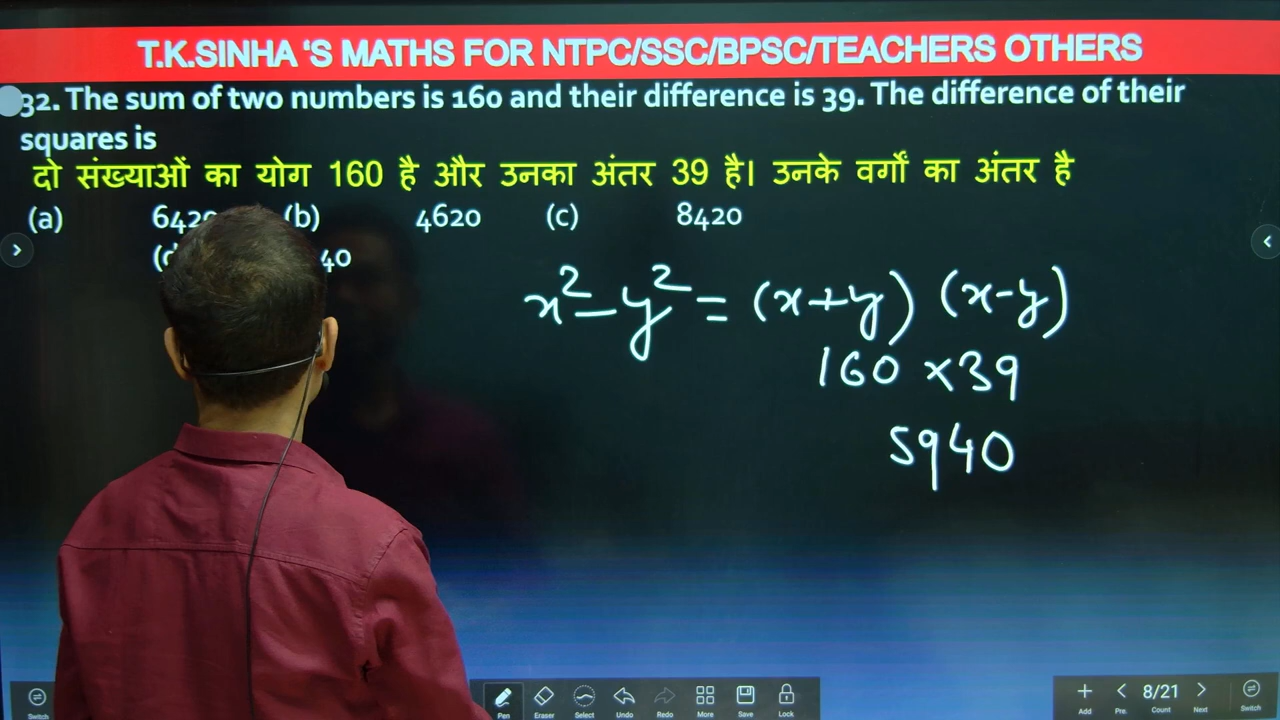 T.K.SINHA ‘S MATHS FOR NTPC/SSC/BPSC/TEACHERS OTHERS
32. The sum of two numbers is 160 and their difference is 39. The difference of their
squares is
दो संख्याओं का योग 160 है और उनका अंतर 39 है। उनके वर्गों का अंतर है
(a) 6420 (b) 4620 (c) 8420
40
x²-y²= (x+y) (x-y)
160 ×39
5940
Switch Pen Eraser Select Undo Redo More Save Lock Add Pre. 8/21 Count Next Switch